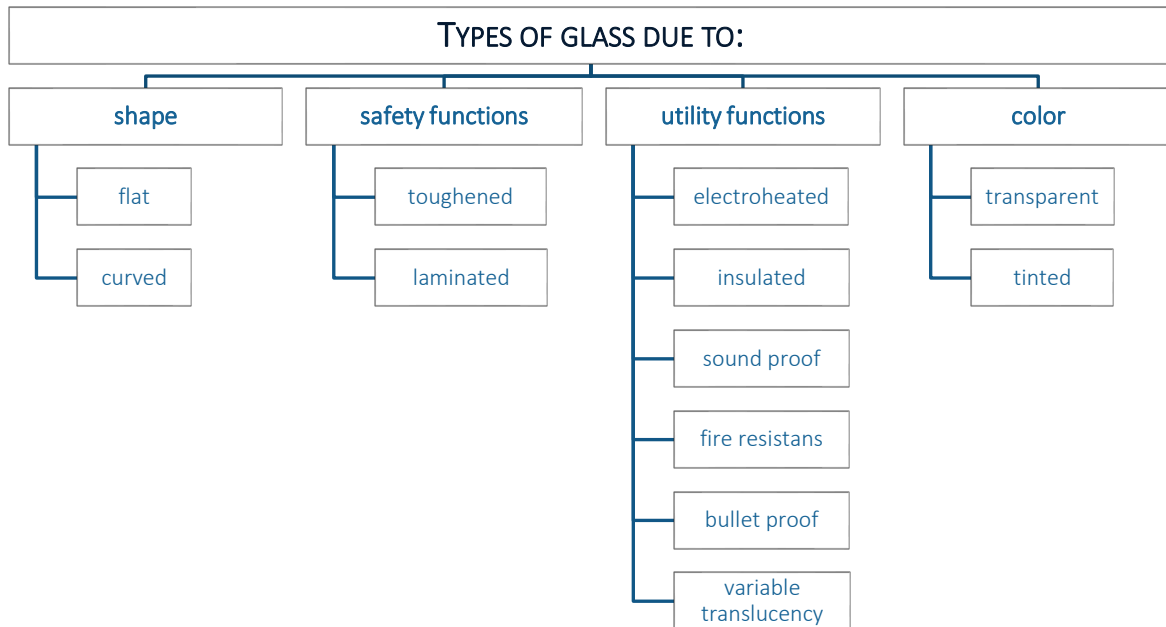 TYPES OF GLASS DUE TO:
shape
flat
curved
safety functions
toughened
laminated
utility functions
electroheated
insulated
sound proof
fire resistans
bullet proof
variable
translucency
color
transparent
tinted